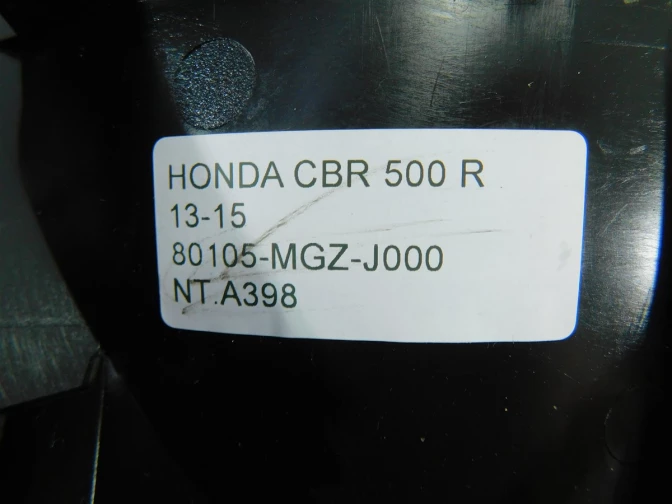 HONDA CBR 500 R
13-15
80105-MGZ-J000
NT.A398